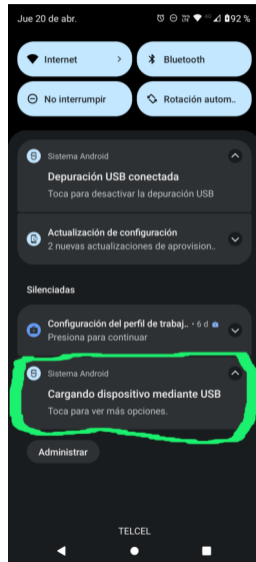 Jue 20 de abr. 92 %
Internet
Bluetooth
No interrumpir
Rotación autom..
Sistema Android
Depuración USB conectada
Toca para desactivar la depuración USB
Actualización de configuración
2 nuevas actualizaciones de aprovision..
Silenciadas
Configuración del perfil de trabaj.. • 6 d
Presiona para continuar
Sistema Android
Cargando dispositivo mediante USB
Toca para ver más opciones.
Administrar
TELCEL